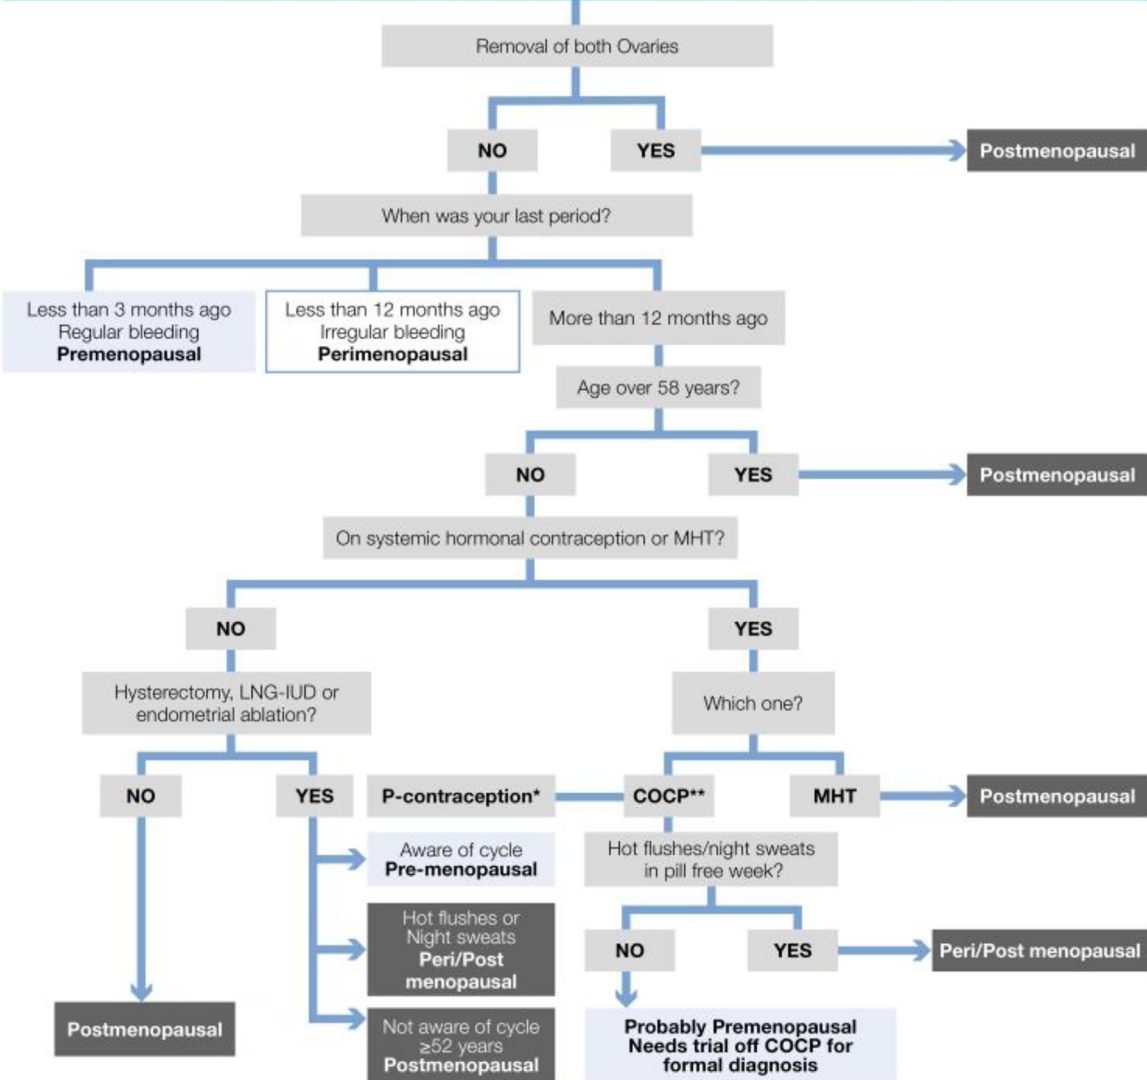 Removal of both Ovaries
NO
YES
Postmenopausal
When was your last period?
Less than 3 months ago
Regular bleeding
Premenopausal
Less than 12 months ago
Irregular bleeding
Perimenopausal
More than 12 months ago
Age over 58 years?
NO
YES
Postmenopausal
On systemic hormonal contraception or MHT?
NO
YES
Hysterectomy, LNG-IUD or
endometrial ablation?
Which one?
NO
YES
P-contraception*
COCP**
MHT
Postmenopausal
Aware of cycle
Pre-menopausal
Hot flushes or
Night sweats
Peri/Post
menopausal
Not aware of cycle
≥52 years
Postmenopausal
Postmenopausal
Hot flushes/night sweats
in pill free week?
NO
YES
Peri/Post menopausal
Probably Premenopausal
Needs trial off COCP for
formal diagnosis